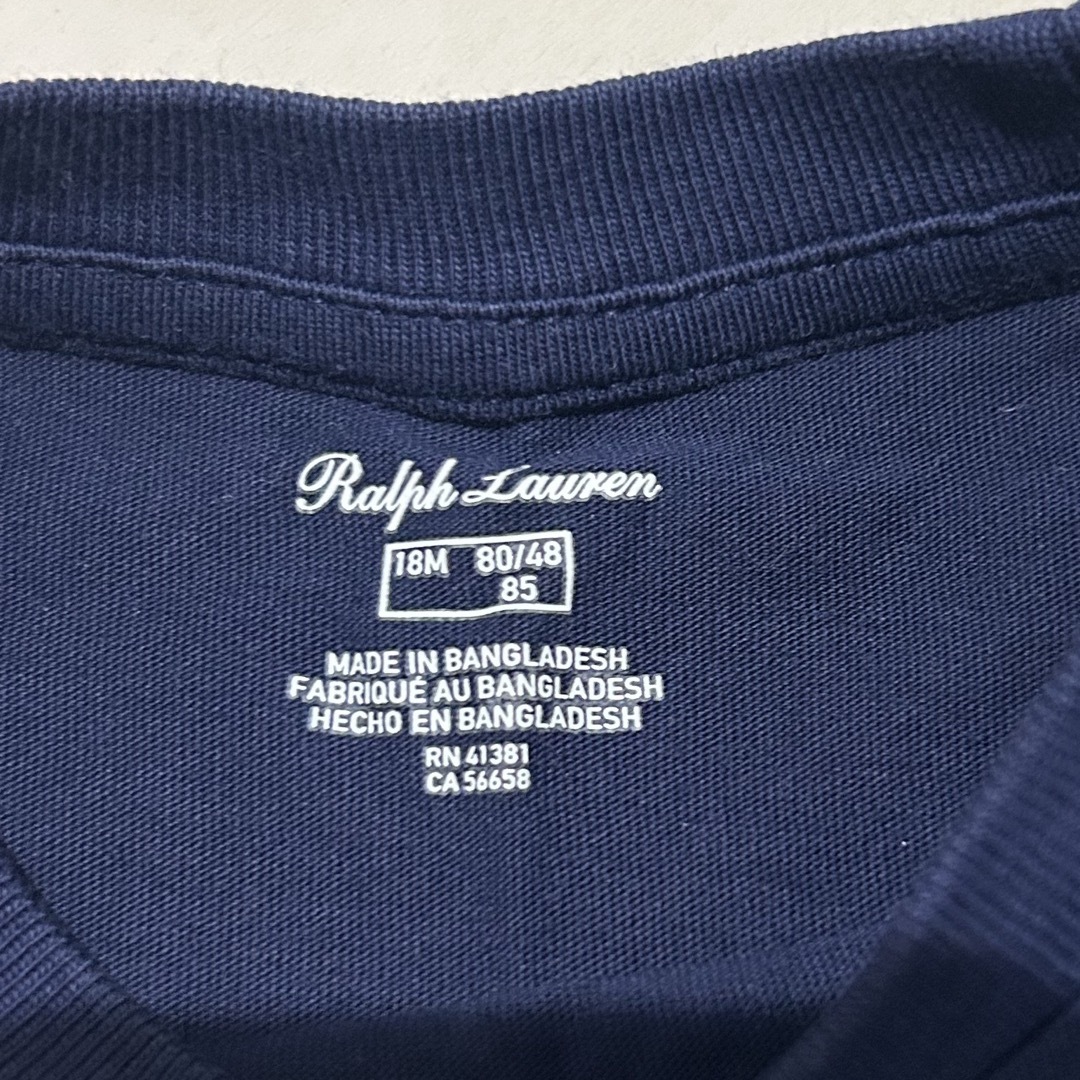 Ralph Lauren
18M 80/48
85
MADE IN BANGLADESH
FABRIQUÉ AU BANGLADESH
HECHO EN BANGLADESH
RN 41381
CA 56658